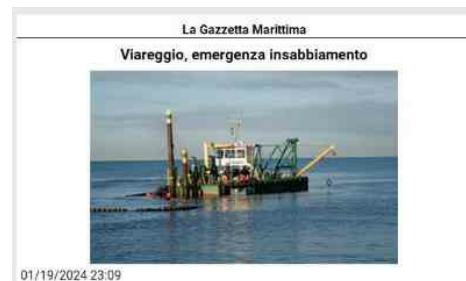 La Gazzetta Marittima
Viareggio, emergenza insabbiamento
01/19/2024 23:09